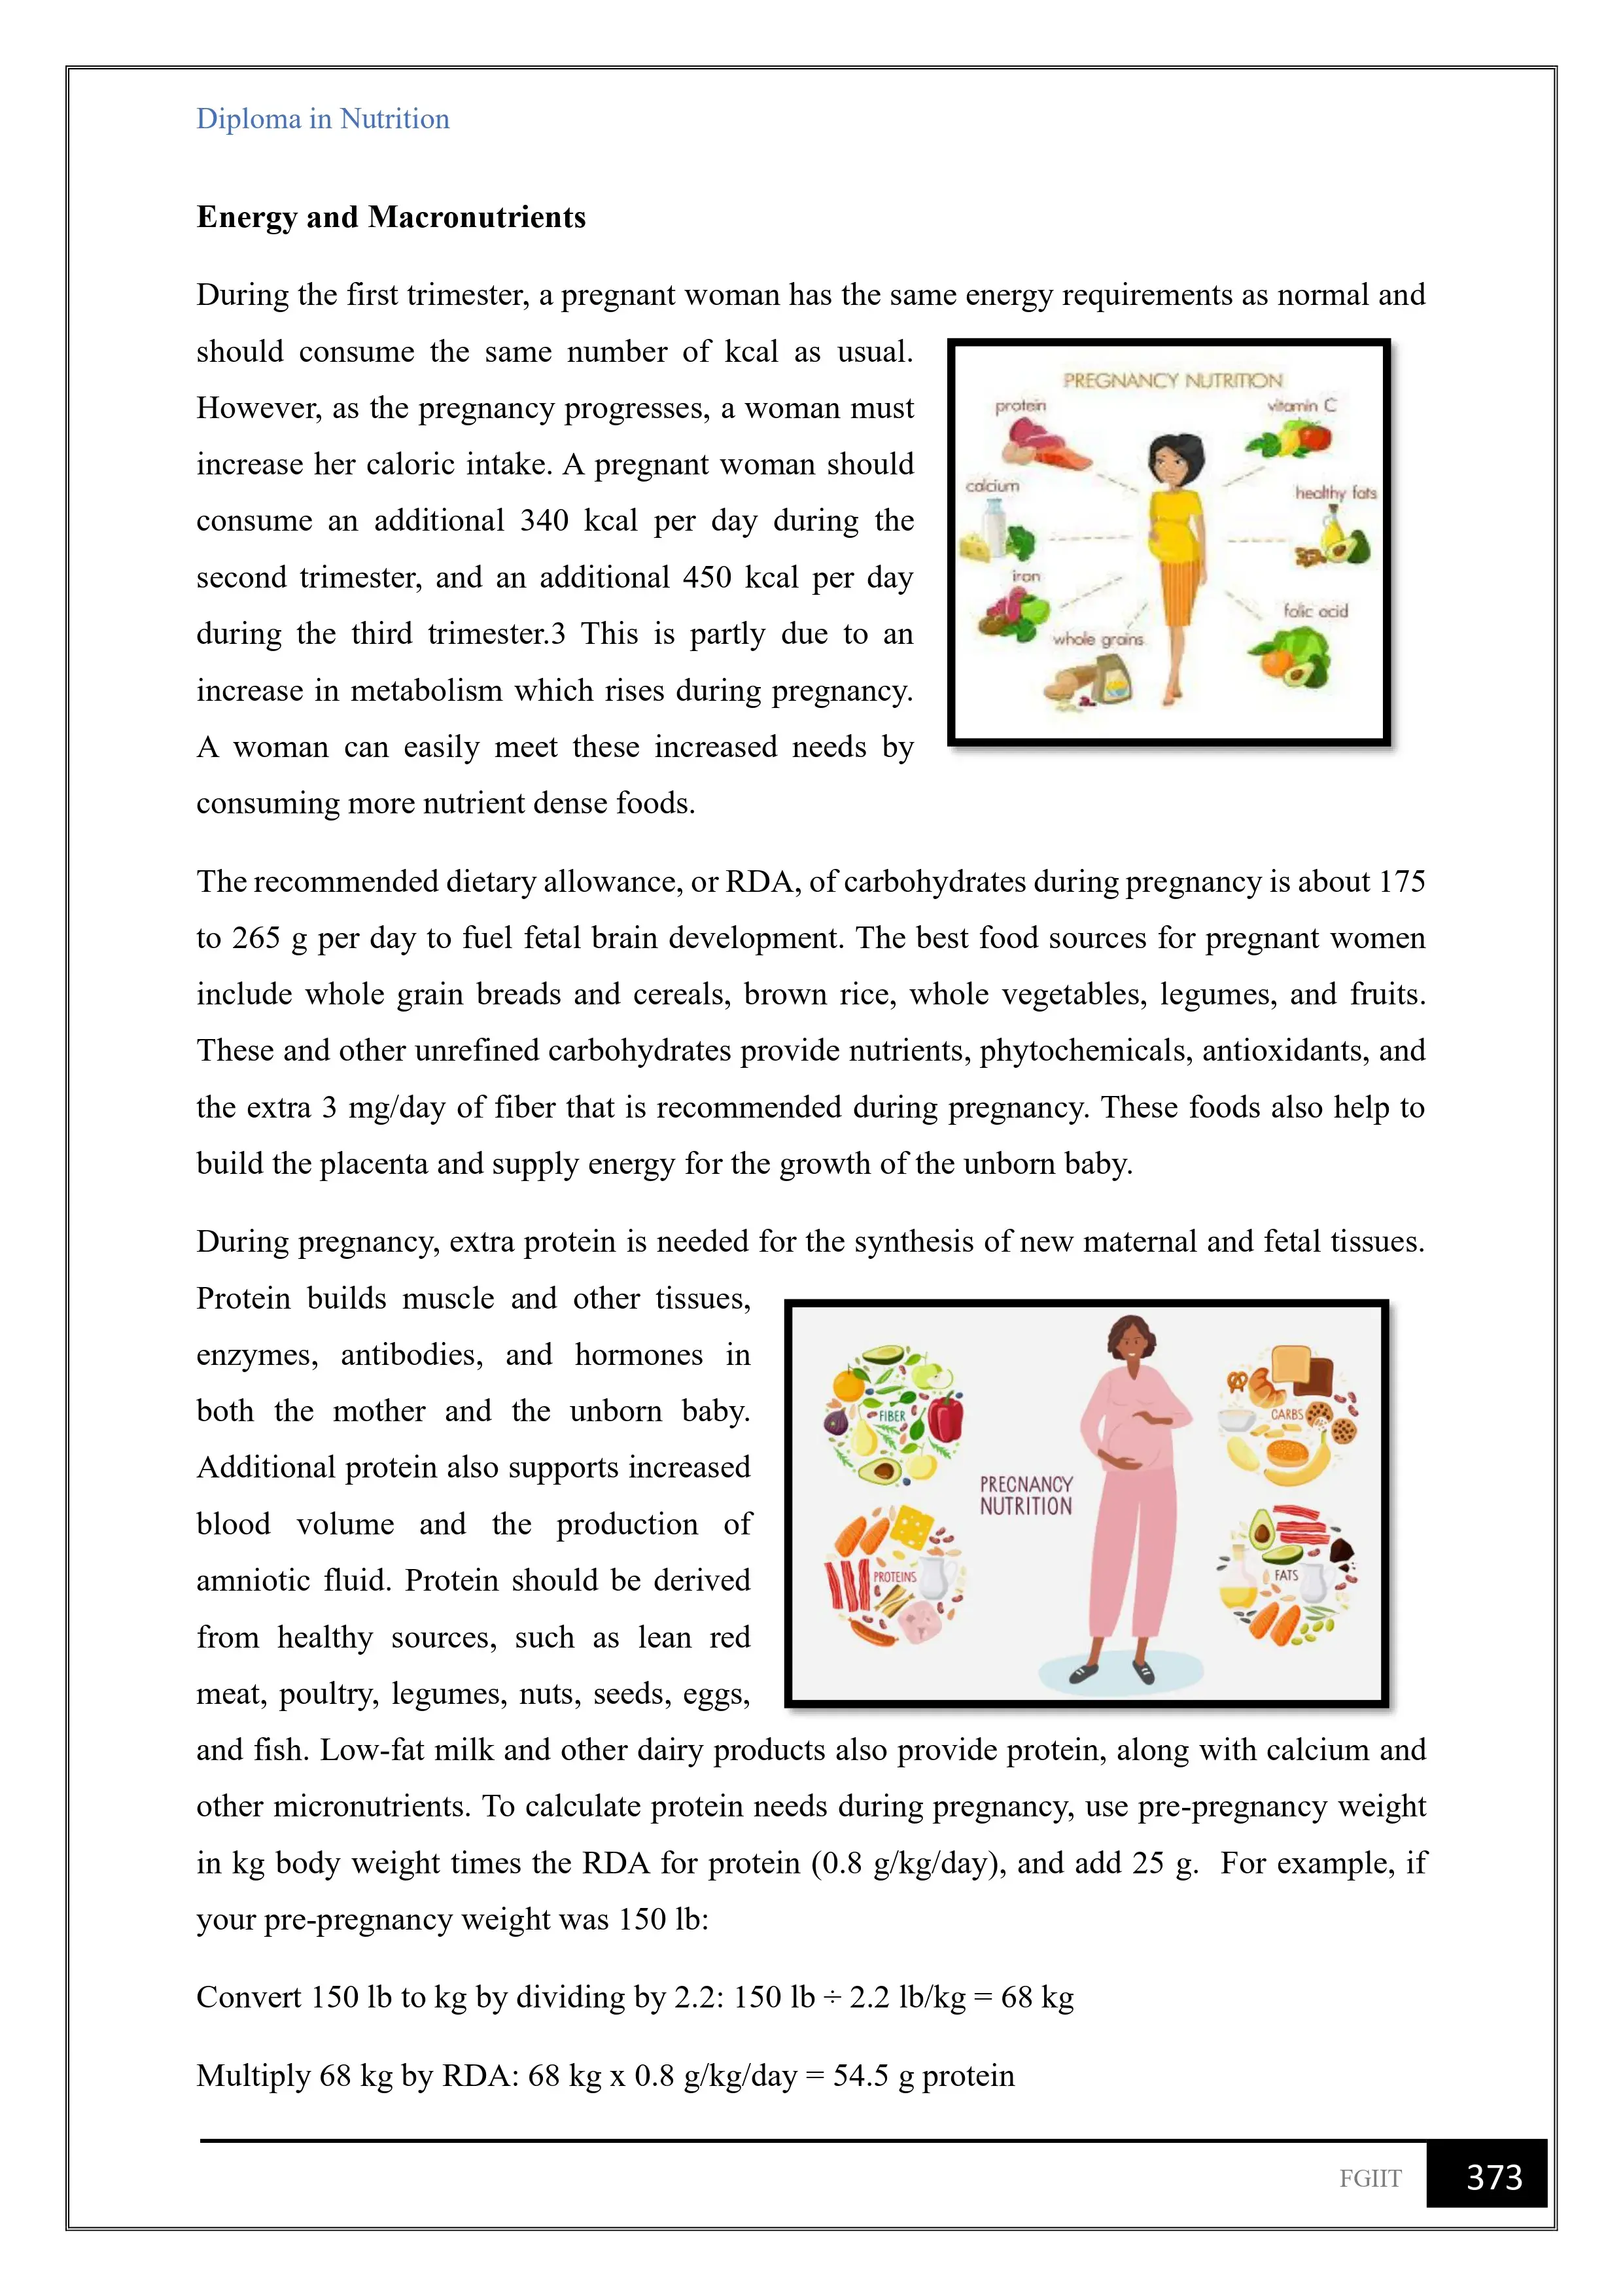 Diploma in Nutrition
Energy and Macronutrients
During the first trimester, a pregnant woman has the same energy requirements as normal and
should consume the same number of kcal as usual.
However, as the pregnancy progresses, a woman must
increase her caloric intake. A pregnant woman should
consume an additional 340 kcal per day during the
second trimester, and an additional 450 kcal per day
during the third trimester.3 This is partly due to an
increase in metabolism which rises during pregnancy.
A woman can easily meet these increased needs by
consuming more nutrient dense foods.
PREGNANCY NUTRITION
protein
vitamin C
calcium
healthy fats
iron
folic acid
whole grains
The recommended dietary allowance, or RDA, of carbohydrates during pregnancy is about 175
to 265 g per day to fuel fetal brain development. The best food sources for pregnant women
include whole grain breads and cereals, brown rice, whole vegetables, legumes, and fruits.
These and other unrefined carbohydrates provide nutrients, phytochemicals, antioxidants, and
the extra 3 mg/day of fiber that is recommended during pregnancy. These foods also help to
build the placenta and supply energy for the growth of the unborn baby.
During pregnancy, extra protein is needed for the synthesis of new maternal and fetal tissues.
Protein builds muscle and other tissues,
enzymes, antibodies, and hormones in
both the mother and the unborn baby.
Additional protein also supports increased
blood volume and the production of
amniotic fluid. Protein should be derived
from healthy sources, such as lean red
meat, poultry, legumes, nuts, seeds, eggs,
FIBER
CARBS
PREGNANCY
NUTRITION
PROTEINS
FATS
and fish. Low-fat milk and other dairy products also provide protein, along with calcium and
other micronutrients. To calculate protein needs during pregnancy, use pre-pregnancy weight
in kg body weight times the RDA for protein (0.8 g/kg/day), and add 25 g.  For example, if
your pre-pregnancy weight was 150 lb:
Convert 150 lb to kg by dividing by 2.2: 150 lb ÷ 2.2 lb/kg = 68 kg
Multiply 68 kg by RDA: 68 kg x 0.8 g/kg/day = 54.5 g protein
FGIIT 373